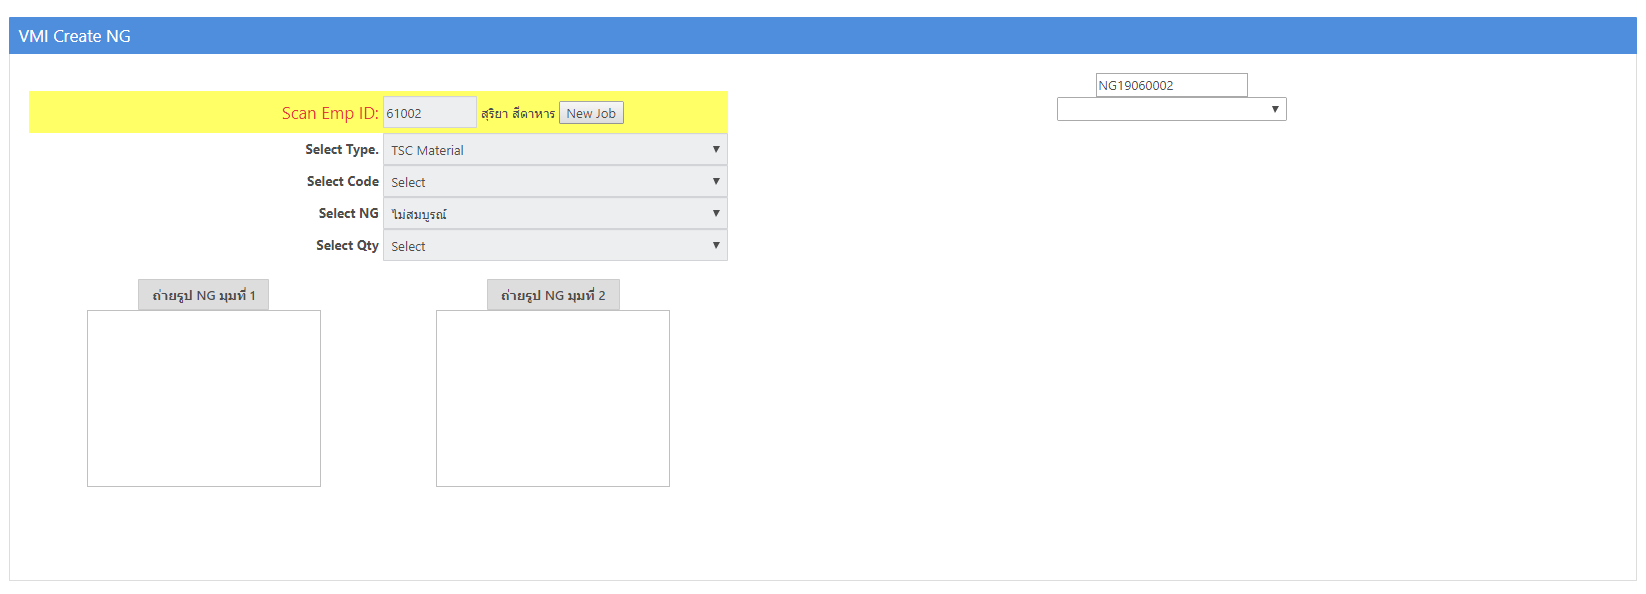 VMI Create NG
NG19060002
Scan Emp ID: 61002 สุริยา สีดาหาร New Job
Select Type. TSC Material
Select Code Select
Select NG ไม่สมบูรณ์
Select Qty Select
ถ่ายรูป NG มุมที่ 1 ถ่ายรูป NG มุมที่ 2